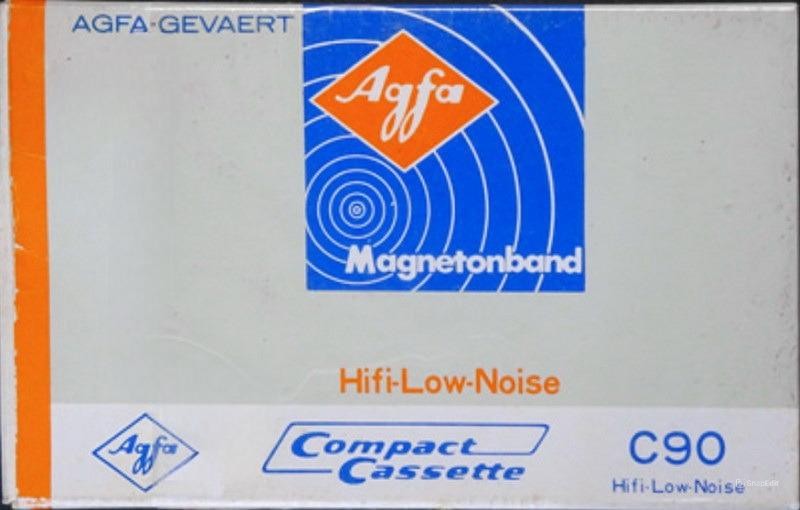 AGFA-GEVAERT
Agfa
Magnetonband
Hifi-Low-Noise
Agfa
Compact
Cassette
C90
Hifi-Low-Noise